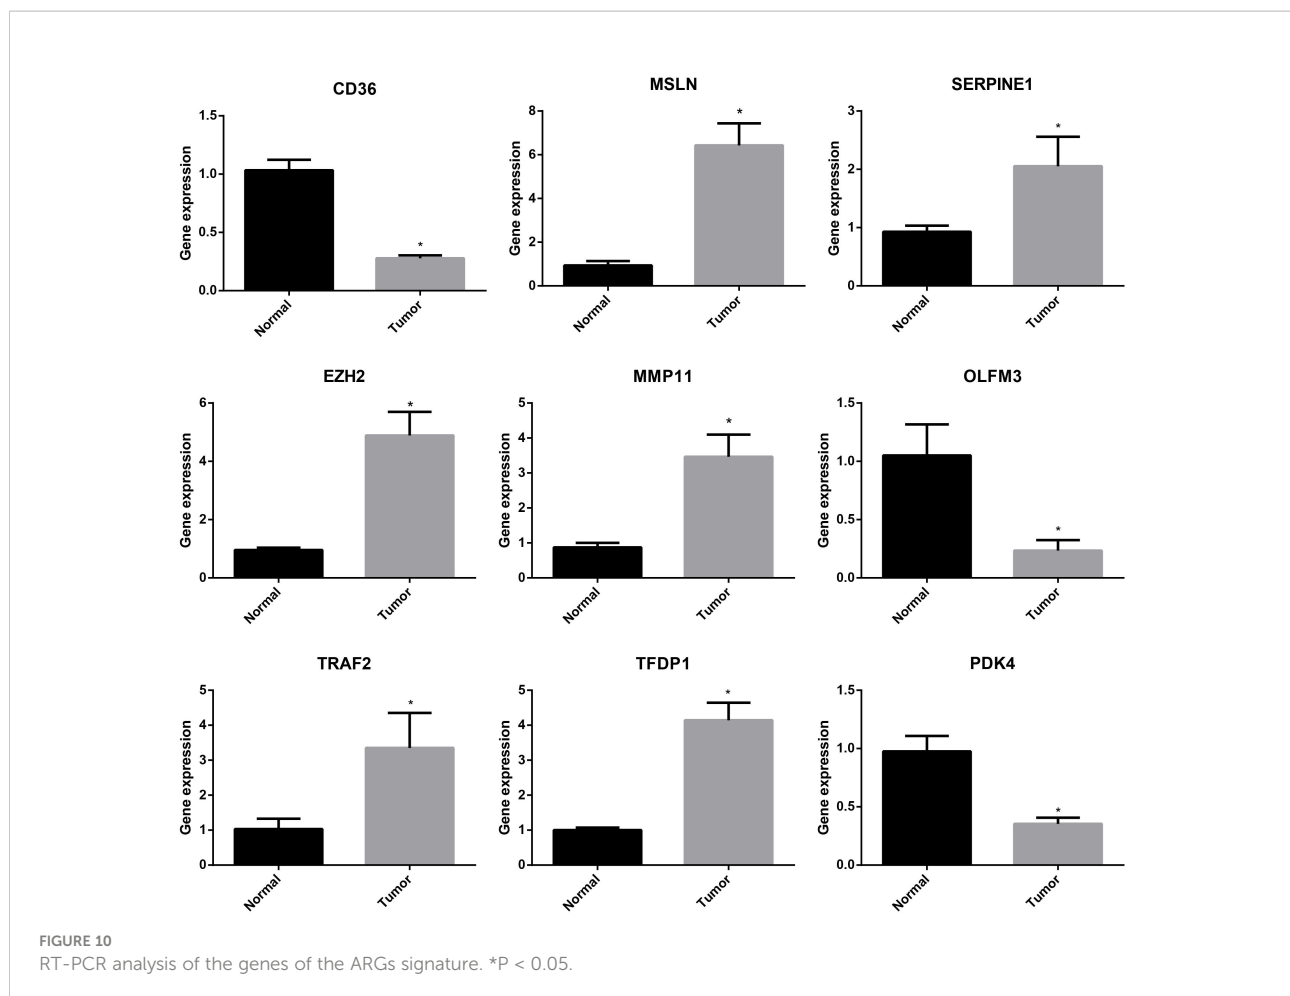 CD36
1.5
1.0
0.5
0.0
Gene expression
Normal
Tumor
*
MSLN
8
6
4
2
0
Gene expression
Normal
Tumor
*
SERPINE1
3
2
1
0
Gene expression
Normal
Tumor
*
EZH2
6
4
2
0
Gene expression
Normal
Tumor
*
MMP11
5
4
3
2
1
0
Gene expression
Normal
Tumor
*
OLFM3
1.5
1.0
0.5
0.0
Gene expression
Normal
Tumor
*
TRAF2
5
4
3
2
1
0
Gene expression
Normal
Tumor
*
TFDP1
5
4
3
2
1
0
Gene expression
Normal
Tumor
*
PDK4
1.5
1.0
0.5
0.0
Gene expression
Normal
Tumor
*
FIGURE 10
RT-PCR analysis of the genes of the ARGs signature. *P < 0.05.